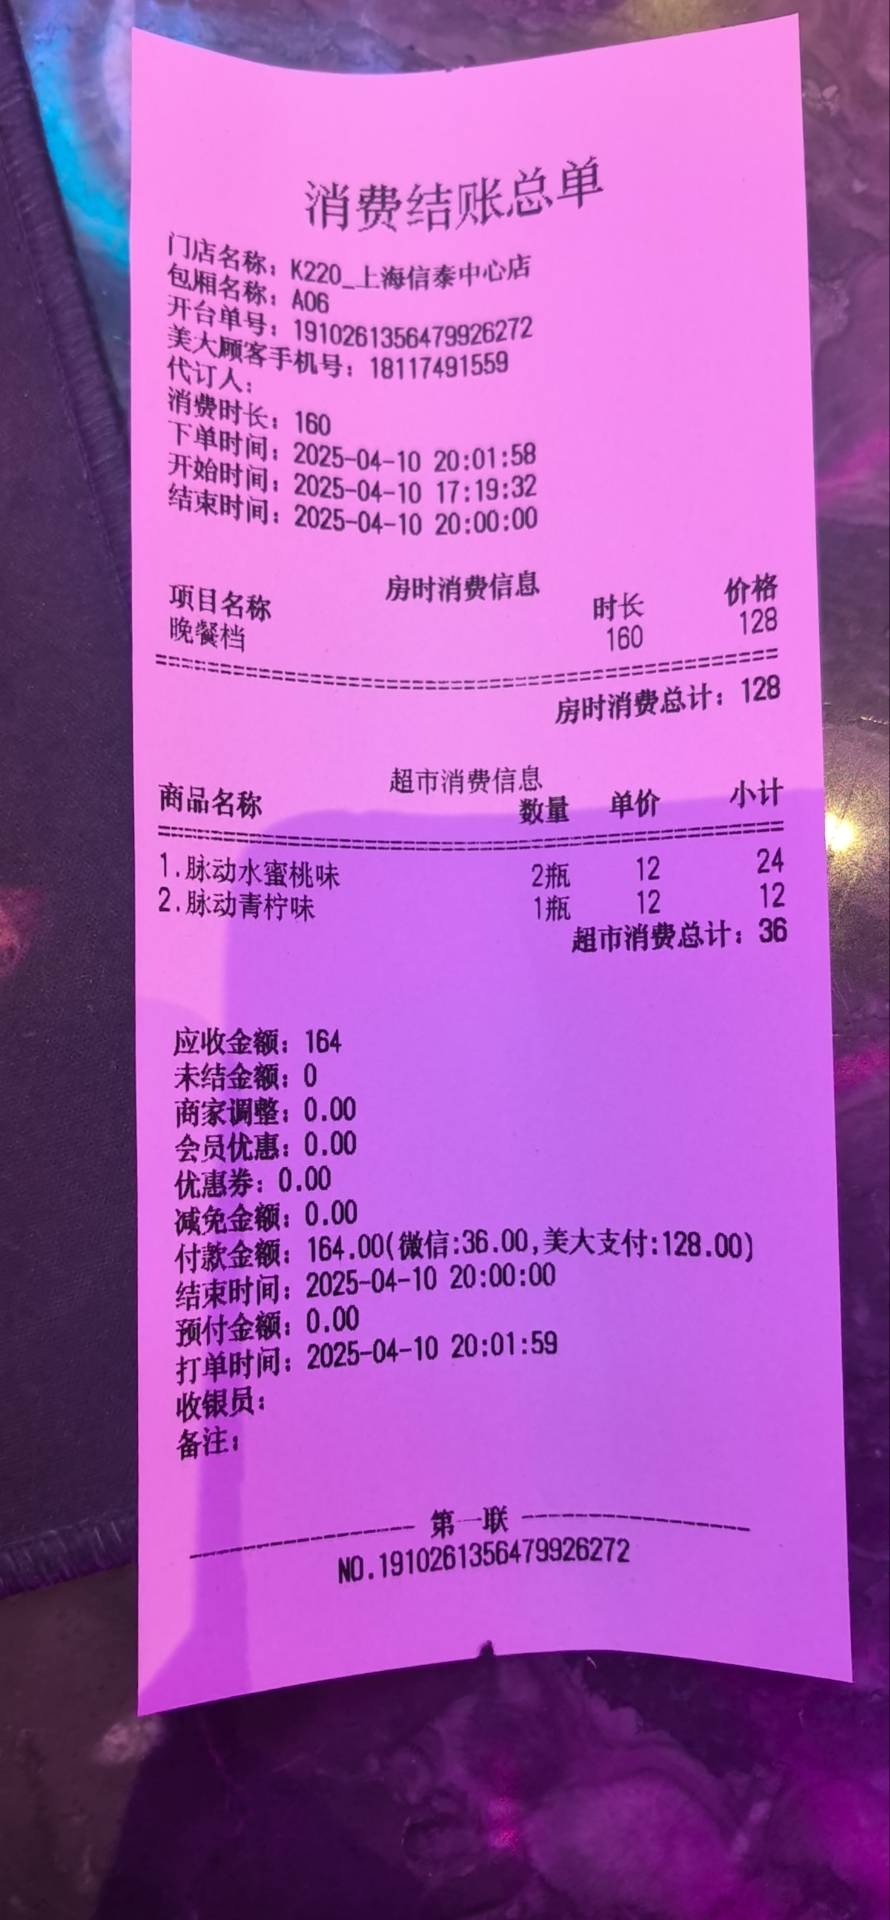 消费结账总单
门店名称：K220_上海信泰中心店
包厢名称：A06
开台单号：1910261356479926272
美大顾客手机号：18117491559
代订人：
消费时长：160
下单时间：2025-04-10 20:01:58
开始时间：2025-04-10 17:19:32
结束时间：2025-04-10 20:00:00
房时消费信息
项目名称 时长 价格
晚餐档 160 128
房时消费总计：128
超市消费信息
商品名称 数量 单价 小计
1.脉动水蜜桃味 2瓶 12 24
2.脉动青柠味 1瓶 12 12
超市消费总计：36
应收金额：164
未结金额：0
商家调整：0.00
会员优惠：0.00
优惠券：0.00
减免金额：0.00
付款金额：164.00(微信:36.00,美大支付:128.00)
结束时间：2025-04-10 20:00:00
预付金额：0.00
打单时间：2025-04-10 20:01:59
收银员：
备注：
第一联
NO.1910261356479926272